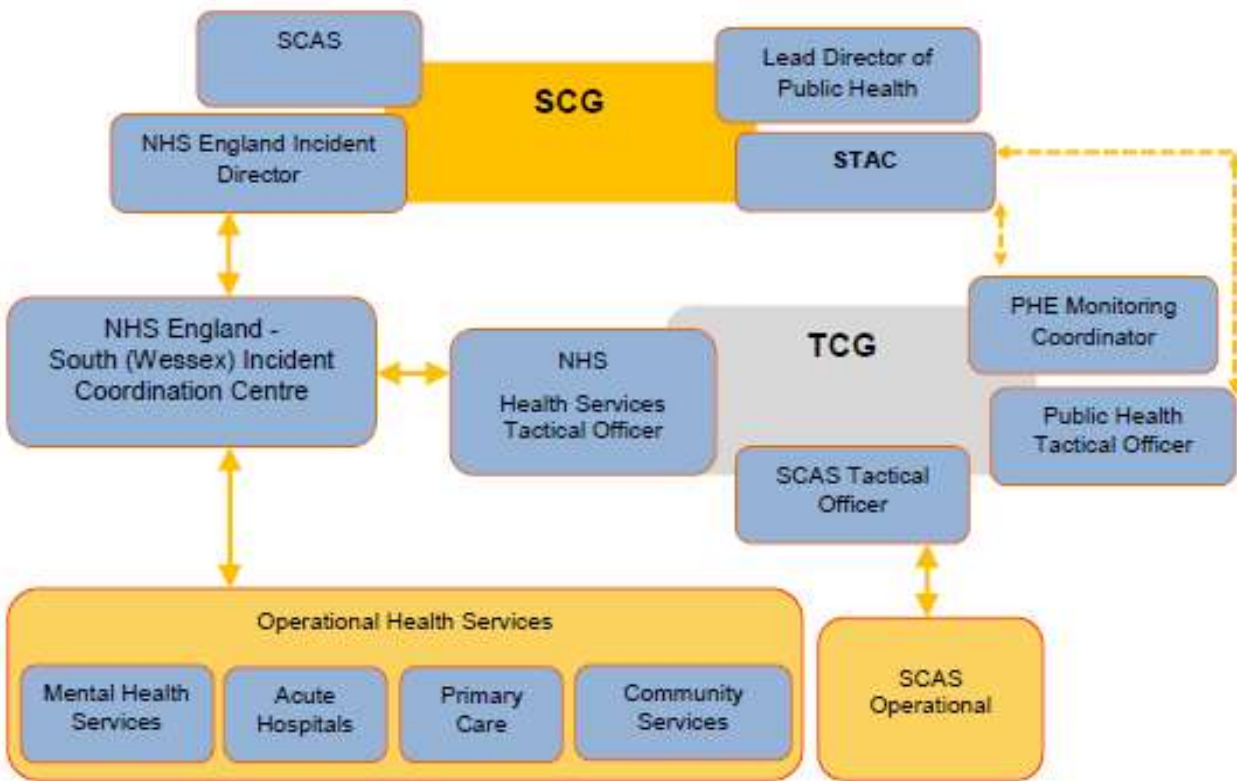 SCAS
Lead Director of
Public Health
SCG
NHS England Incident
Director
STAC
NHS England -
South (Wessex) Incident
Coordination Centre
NHS
Health Services
Tactical Officer
TCG
PHE Monitoring
Coordinator
Public Health
Tactical Officer
SCAS Tactical
Officer
Operational Health Services
Mental Health
Services
Acute
Hospitals
Primary
Care
Community
Services
SCAS
Operational